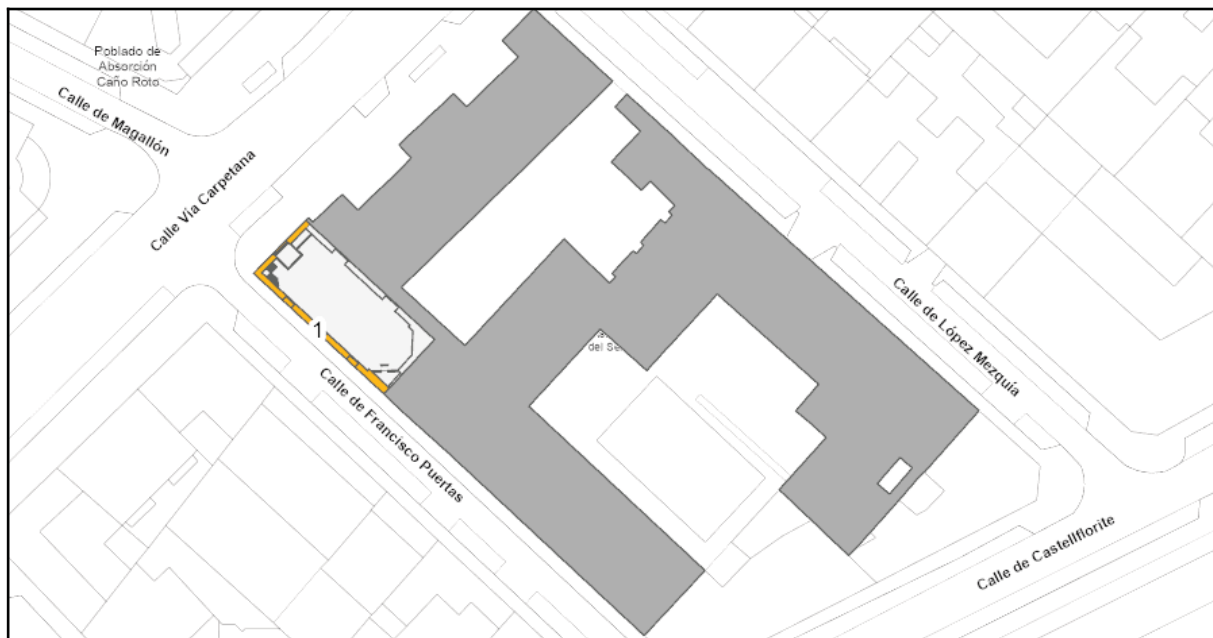 Poblado de
Absorción
Caño Roto
Calle de Magallón
Calle Vía Carpetana
1
Calle de Francisco Puertas
Calle de López Mezquía
Calle de Castellflorite